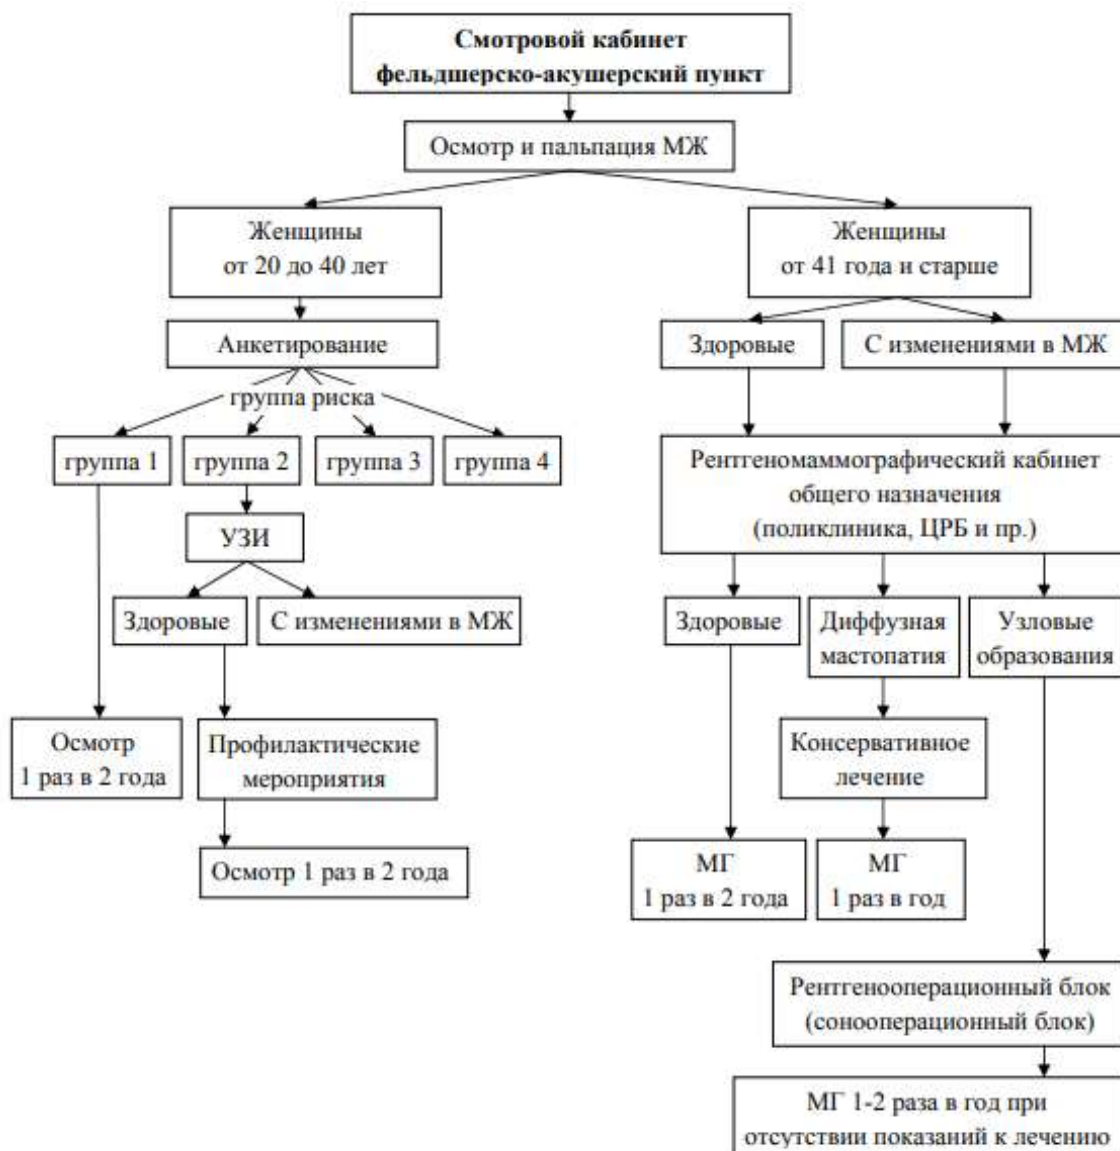 Смотровой кабинет
фельдшерско-акушерский пункт
Осмотр и пальпация МЖ
Женщины
от 20 до 40 лет
Женщины
от 41 года и старше
Анкетирование
Здоровые
С изменениями в МЖ
группа риска
группа 1
группа 2
группа 3
группа 4
Рентгеномаммографический кабинет
общего назначения
(поликлиника, ЦРБ и пр.)
УЗИ
Здоровые
С изменениями в МЖ
Здоровые
Диффузная
мастопатия
Узловые
образования
Осмотр
1 раз в 2 года
Профилактические
мероприятия
Консервативное
лечение
Осмотр 1 раз в 2 года
МГ
1 раз в 2 года
МГ
1 раз в год
Рентгенооперационный блок
(сонооперационный блок)
МГ 1-2 раза в год при
отсутствии показаний к лечению